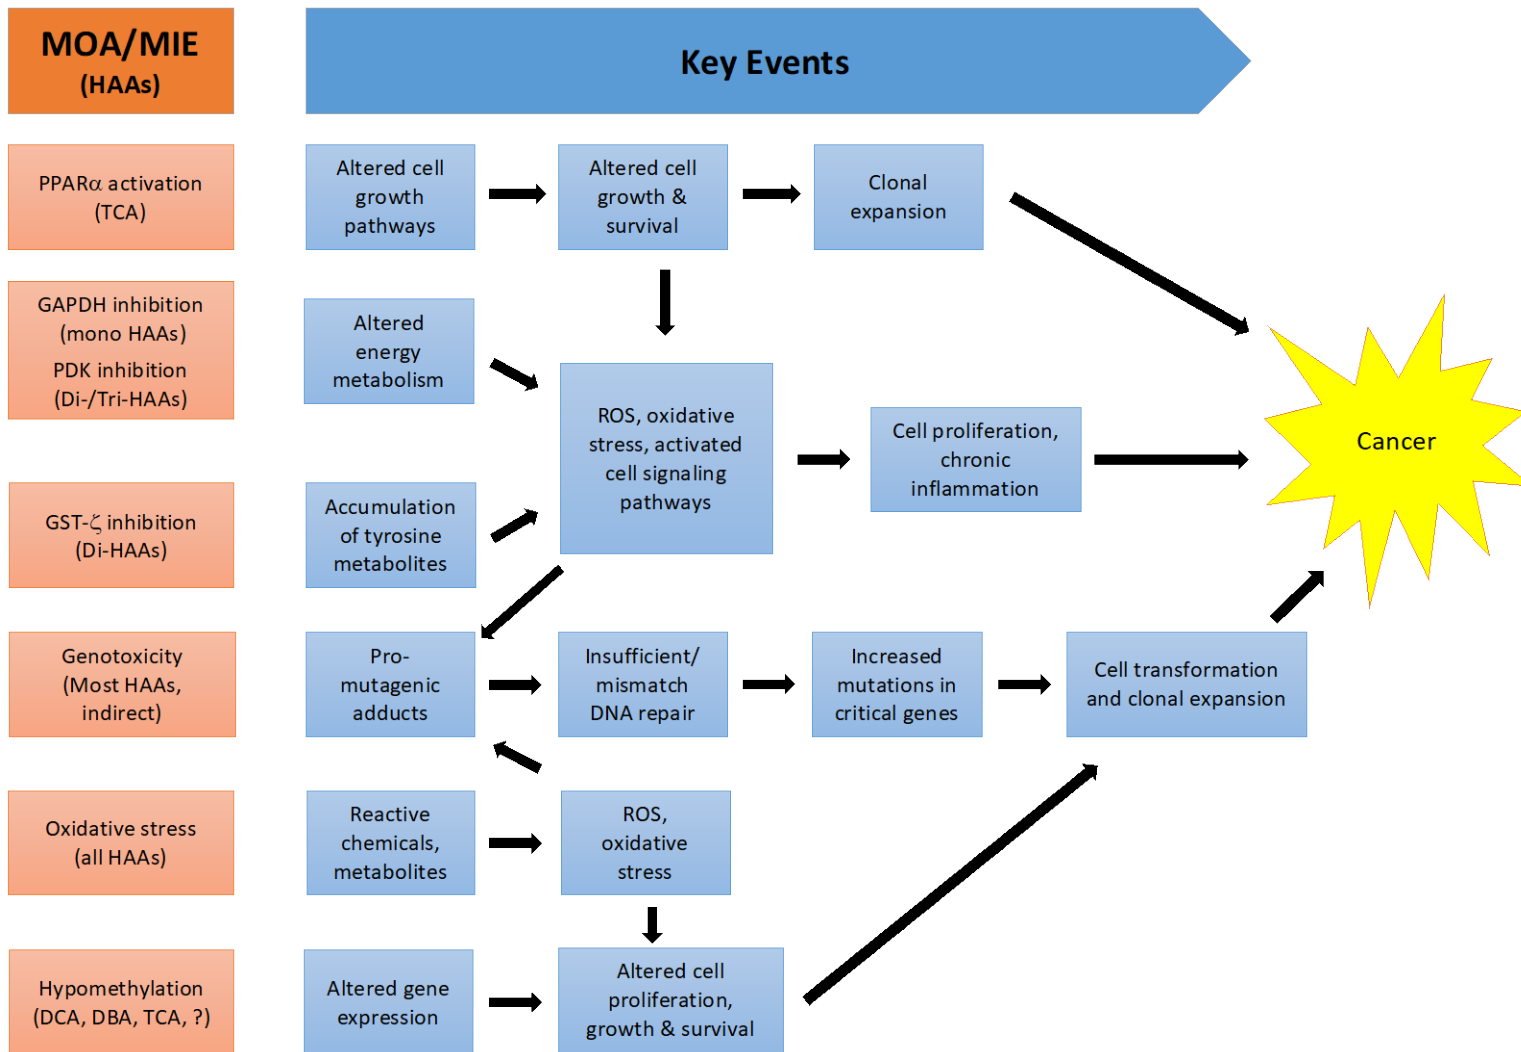 MOA/MIE
(HAAs)
Key Events
PPARα activation
(TCA)
Altered cell
growth
pathways
Altered cell
growth &
survival
Clonal
expansion
GAPDH inhibition
(mono HAAs)
PDK inhibition
(Di-/Tri-HAAs)
Altered
energy
metabolism
ROS, oxidative
stress, activated
cell signaling
pathways
Cell proliferation,
chronic
inflammation
Cancer
GST-ζ inhibition
(Di-HAAs)
Accumulation
of tyrosine
metabolites
Genotoxicity
(Most HAAs,
indirect)
Pro-
mutagenic
adducts
Insufficient/
mismatch
DNA repair
Increased
mutations in
critical genes
Cell transformation
and clonal expansion
Oxidative stress
(all HAAs)
Reactive
chemicals,
metabolites
ROS,
oxidative
stress
Hypomethylation
(DCA, DBA, TCA, ?)
Altered gene
expression
Altered cell
proliferation,
growth & survival